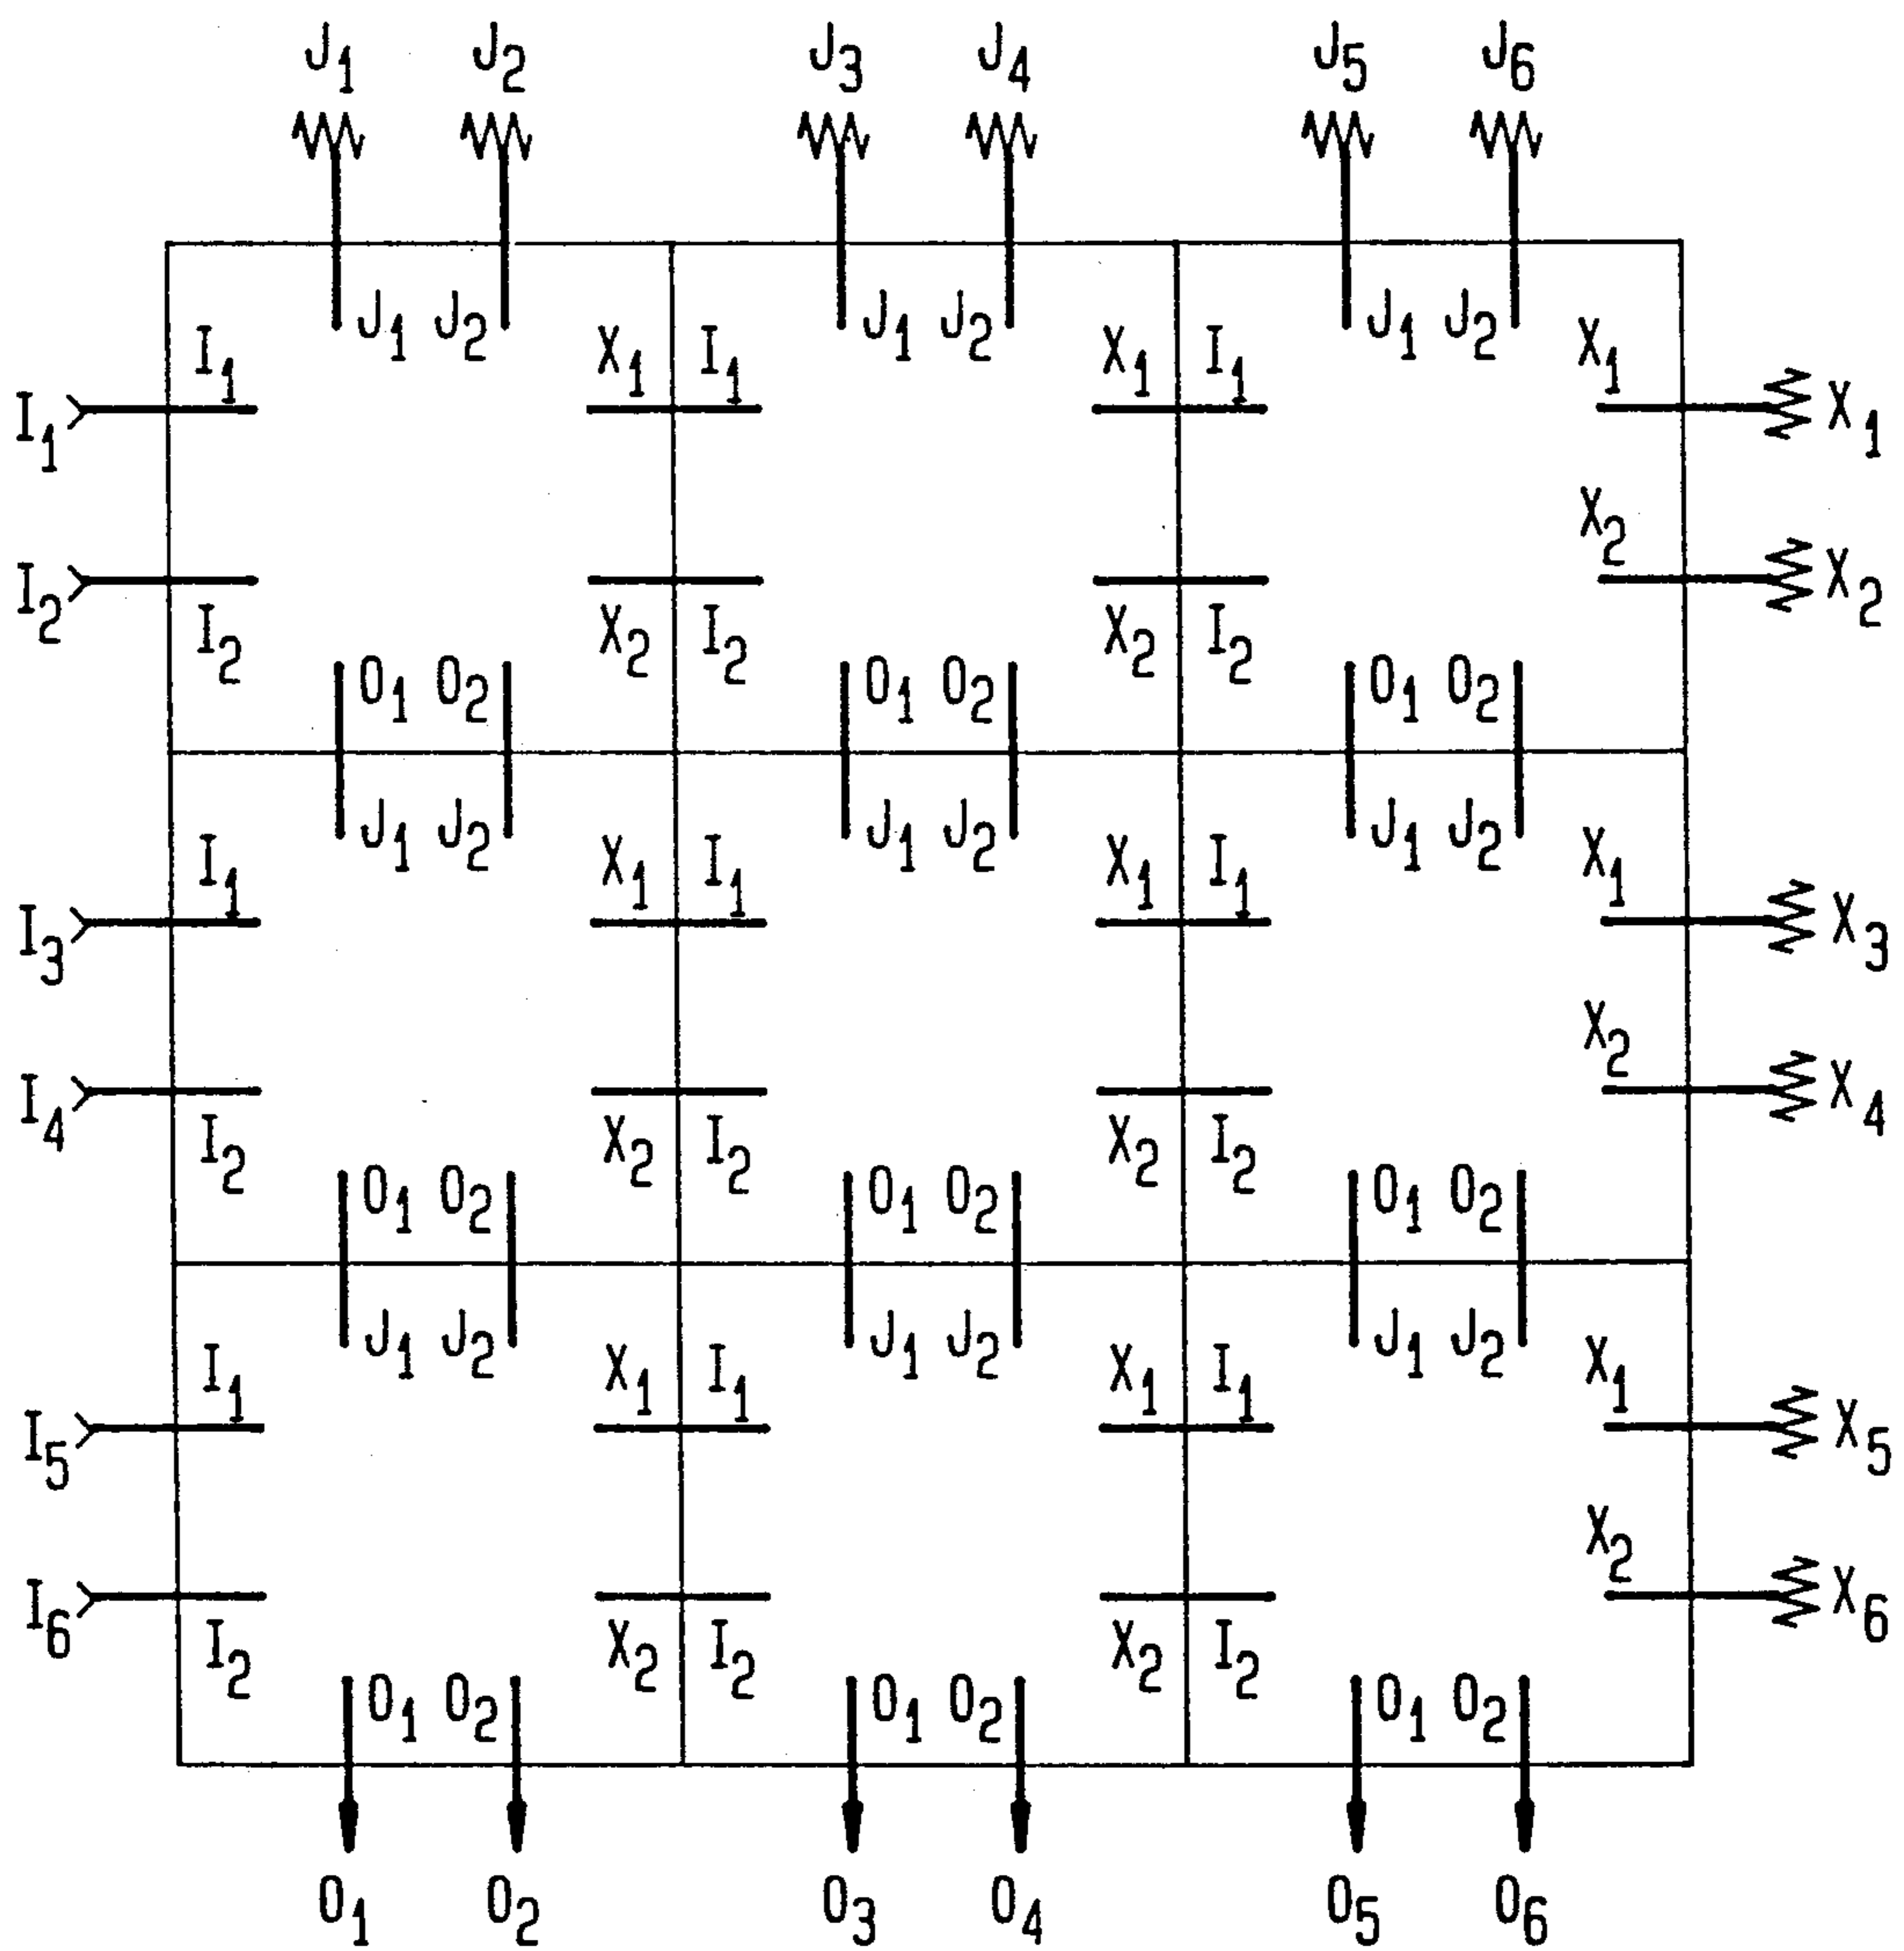 J1 J2 J3 J4 J5 J6
J1 J2 J1 J2 J1 J2
I1 X1 I1 X1 I1 X1
I1 X1
X2
I2 X2
I2 X2 I2 X2 I2
O1 O2 O1 O2 O1 O2
J1 J2 J1 J2 J1 J2
I1 X1 I1 X1 I1 X1
I3 X3
X2
I4 X4
I2 X2 I2 X2 I2
O1 O2 O1 O2 O1 O2
J1 J2 J1 J2 J1 J2
I1 X1 I1 X1 I1 X1
I5 X5
X2
I6 X6
I2 X2 I2 X2 I2
O1 O2 O1 O2 O1 O2
O1 O2 O3 O4 O5 O6